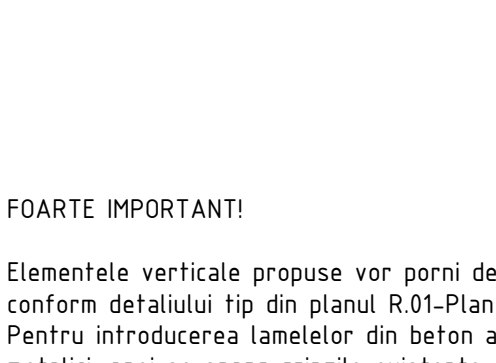 FOARTE IMPORTANT!
Elementele verticale propuse vor porni de
conform detaliului tip din planul R.01-Plan
Pentru introducerea lamelelor din beton a